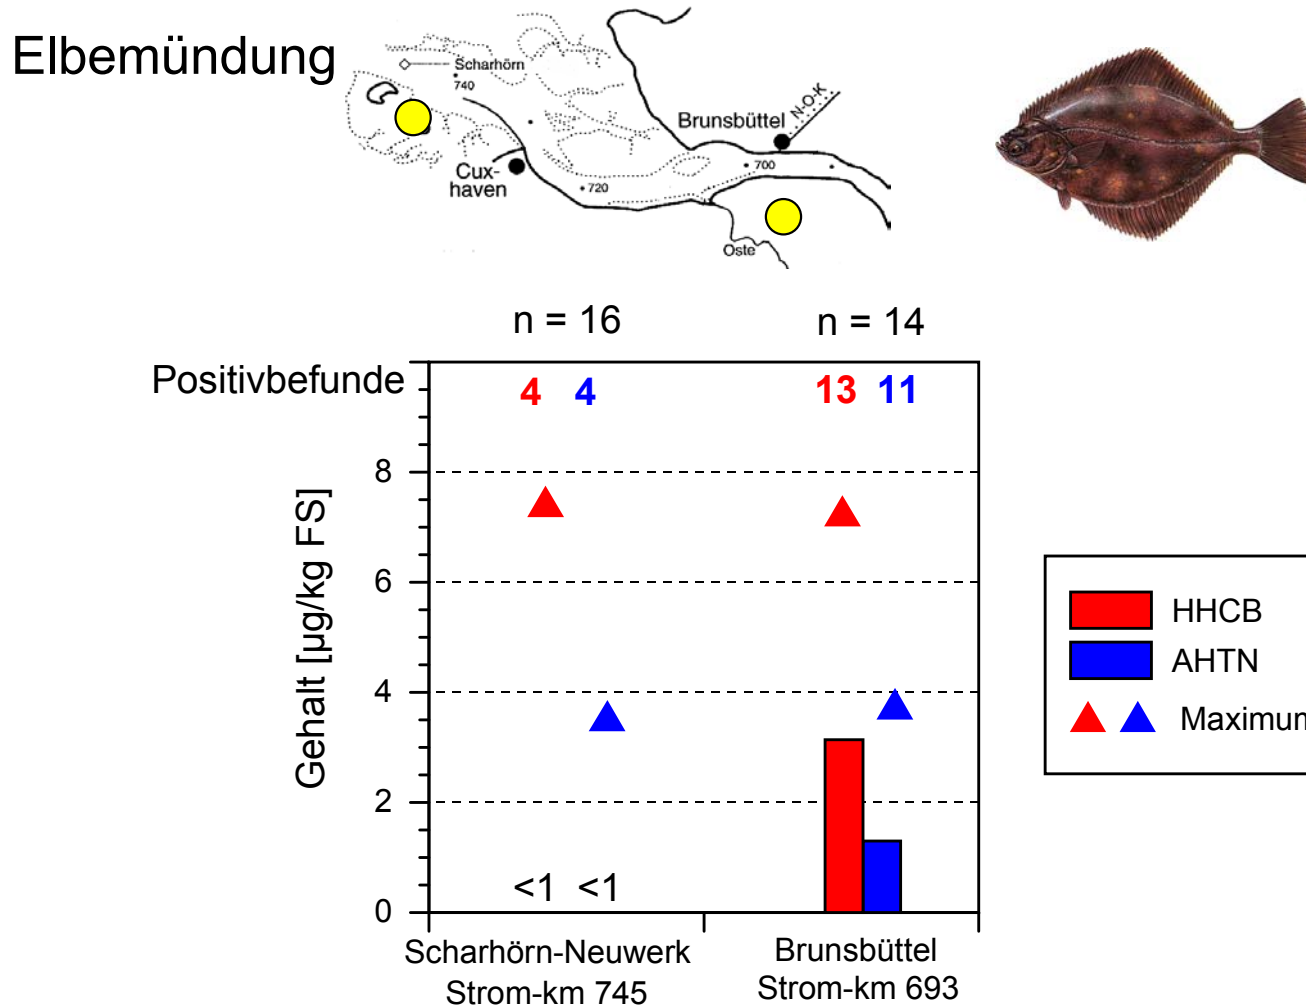 Elbemündung
Scharhörn
740
Brunsbüttel
N-O-K
Cux-
haven
700
720
Oste
n = 16
n = 14
Positivbefunde
4 4
13 11
Gehalt [µg/kg FS]
8
6
4
2
0
<1 <1
HHCB
AHTN
Maximum
Scharhörn-Neuwerk
Strom-km 745
Brunsbüttel
Strom-km 693